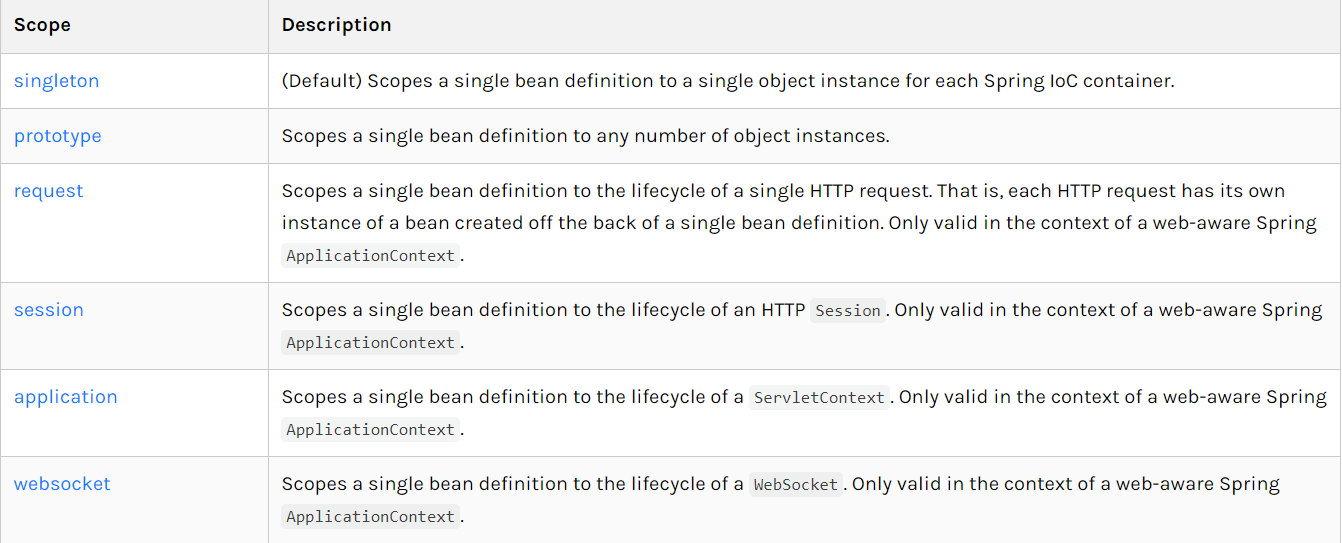 Scope Description
singleton (Default) Scopes a single bean definition to a single object instance for each Spring IoC container.
prototype Scopes a single bean definition to any number of object instances.
request Scopes a single bean definition to the lifecycle of a single HTTP request. That is, each HTTP request has its own
instance of a bean created off the back of a single bean definition. Only valid in the context of a web-aware Spring
ApplicationContext.
session Scopes a single bean definition to the lifecycle of an HTTP Session. Only valid in the context of a web-aware Spring
ApplicationContext.
application Scopes a single bean definition to the lifecycle of a ServletContext. Only valid in the context of a web-aware Spring
ApplicationContext.
websocket Scopes a single bean definition to the lifecycle of a WebSocket. Only valid in the context of a web-aware Spring
ApplicationContext.